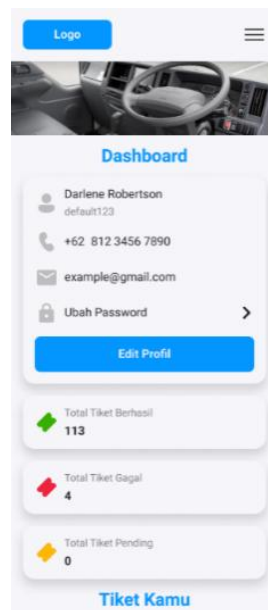 Logo
Dashboard
Darlene Robertson
default123
+62 812 3456 7890
example@gmail.com
Ubah Password
Edit Profil
Total Tiket Berhasil
113
Total Tiket Gagal
4
Total Tiket Pending
0
Tiket Kamu